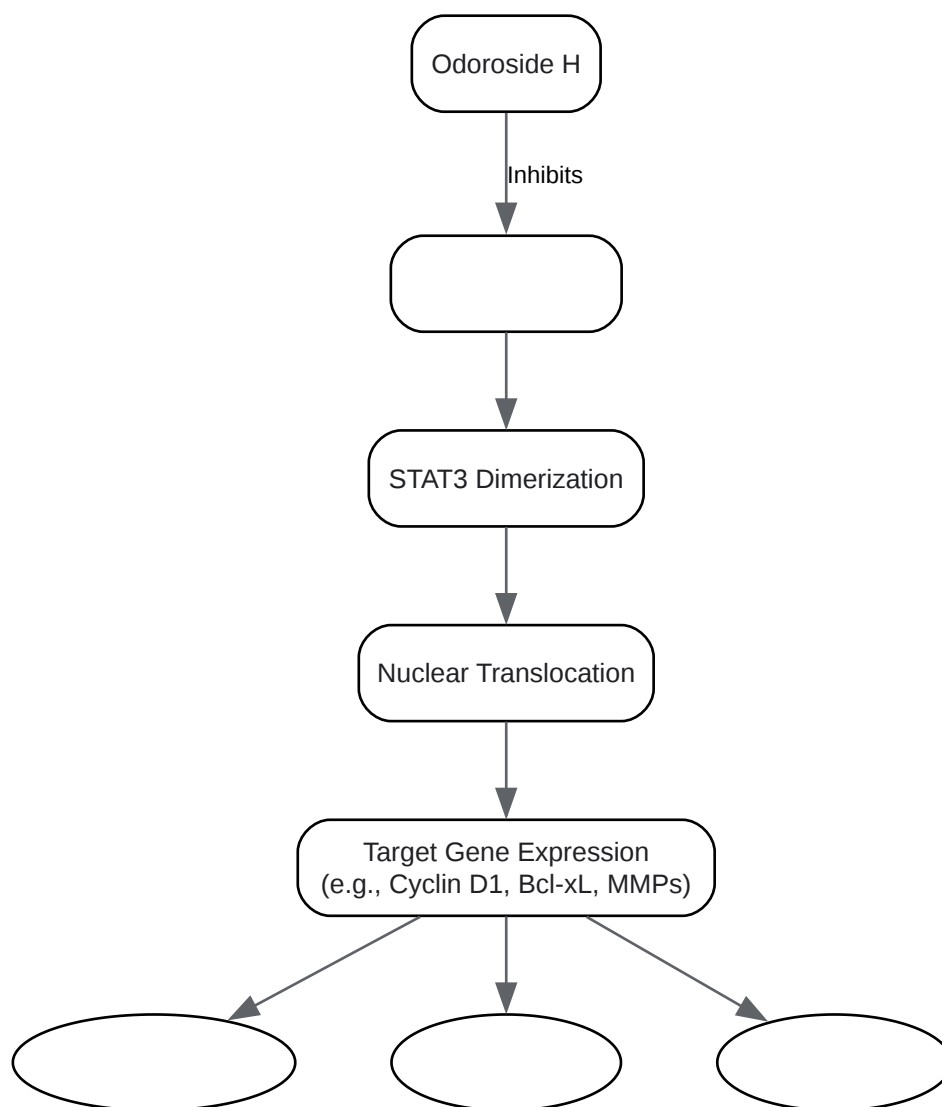 Odoroside H
Inhibits
STAT3 Dimerization
Nuclear Translocation
Target Gene Expression
(e.g., Cyclin D1, Bcl-xL, MMPs)